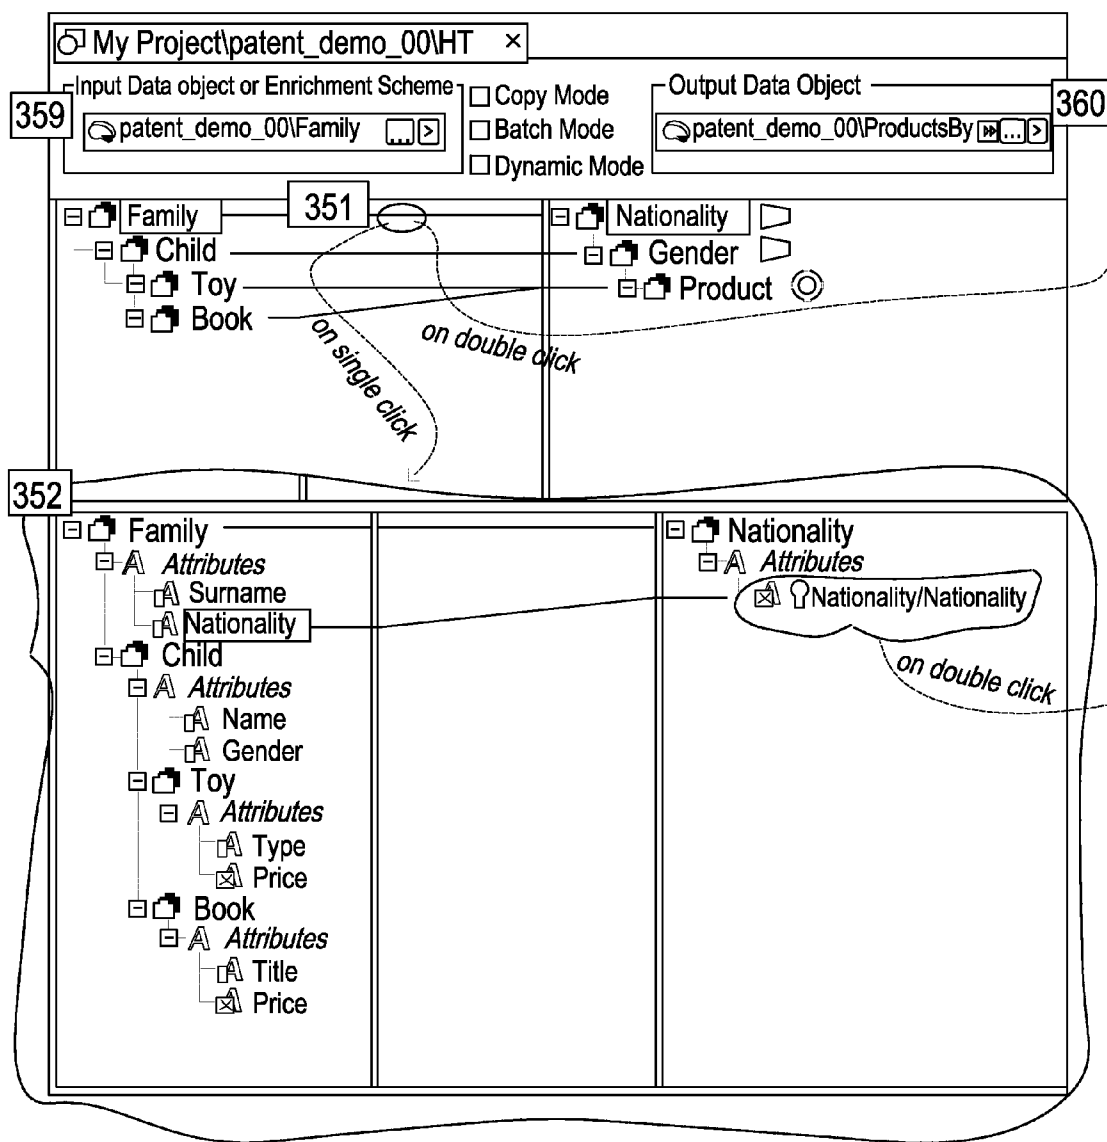 My Project\patent_demo_00\HT ×
Input Data object or Enrichment Scheme
Copy Mode
Output Data Object
359
patent_demo_00\Family ... >
Batch Mode
patent_demo_00\ProductsBy ... >
360
Dynamic Mode
Family
351
Nationality
Child
Gender
Toy
Product
Book
on single click
on double click
352
Family
Nationality
A Attributes
A Attributes
A Surname
A Nationality/Nationality
A Nationality
Child
on double click
A Attributes
A Name
A Gender
Toy
A Attributes
A Type
A Price
Book
A Attributes
A Title
A Price